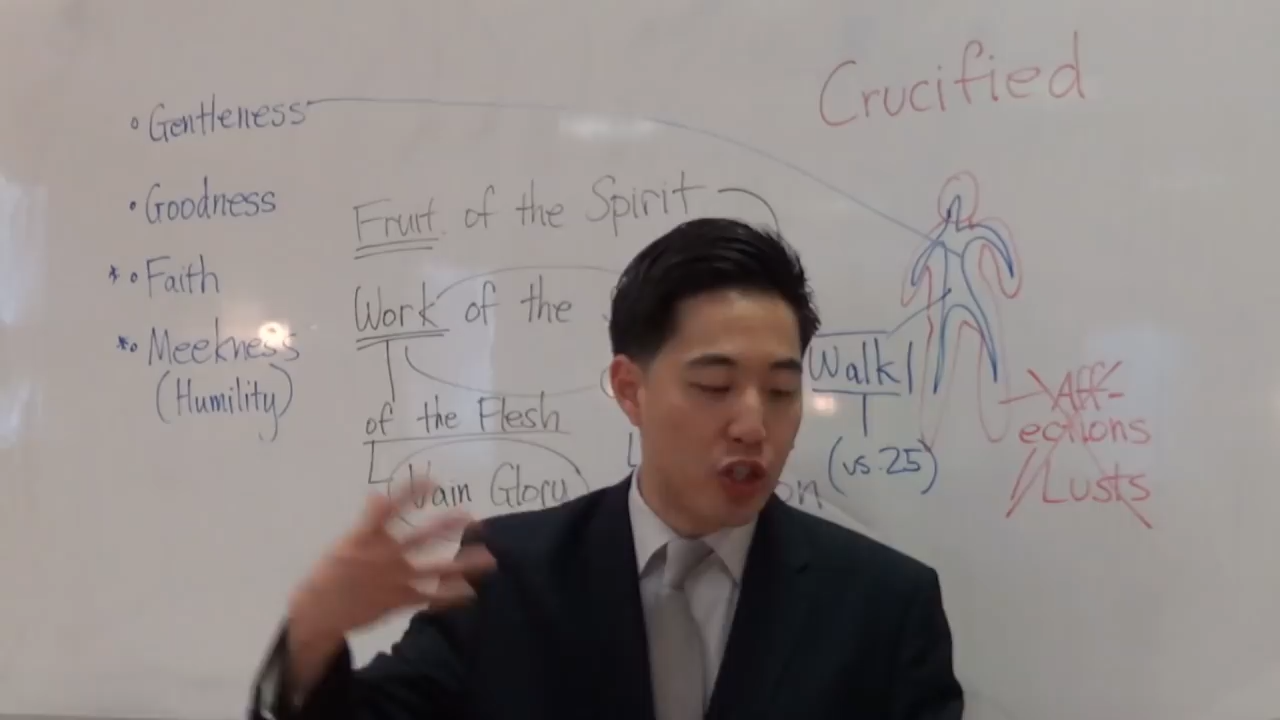 Crucified
• Gentleness
• Goodness
* • Faith
* • Meekness
(Humility)
Fruit of the Spirit
Work of the
of the Flesh
Vain Glory
Walk
(vs. 25)
Aff-
ections
Lusts